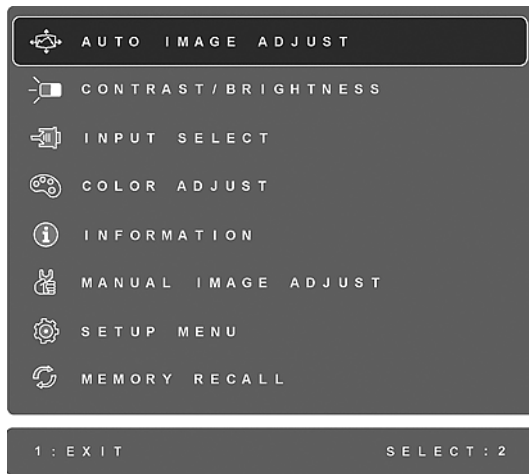 AUTO IMAGE ADJUST
CONTRAST/BRIGHTNESS
INPUT SELECT
COLOR ADJUST
INFORMATION
MANUAL IMAGE ADJUST
SETUP MENU
MEMORY RECALL
1:EXIT SELECT:2